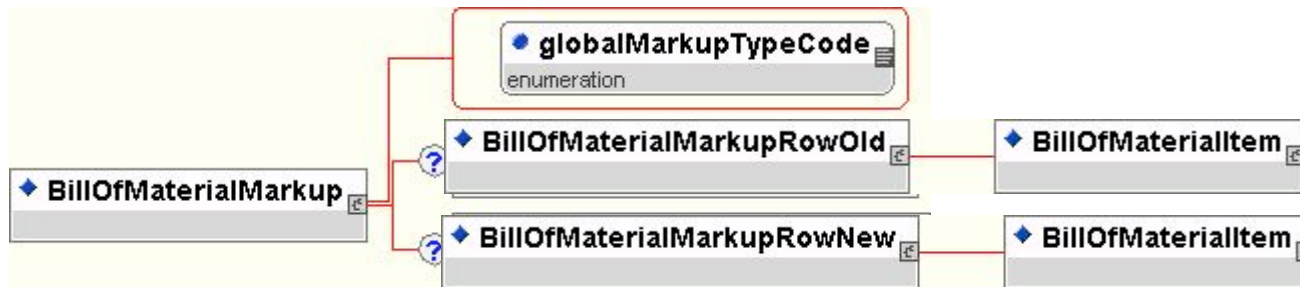 globalMarkupTypeCode
enumeration
BillOfMaterialMarkupRowOld
BillOfMaterialItem
BillOfMaterialMarkup
BillOfMaterialMarkupRowNew
BillOfMaterialItem